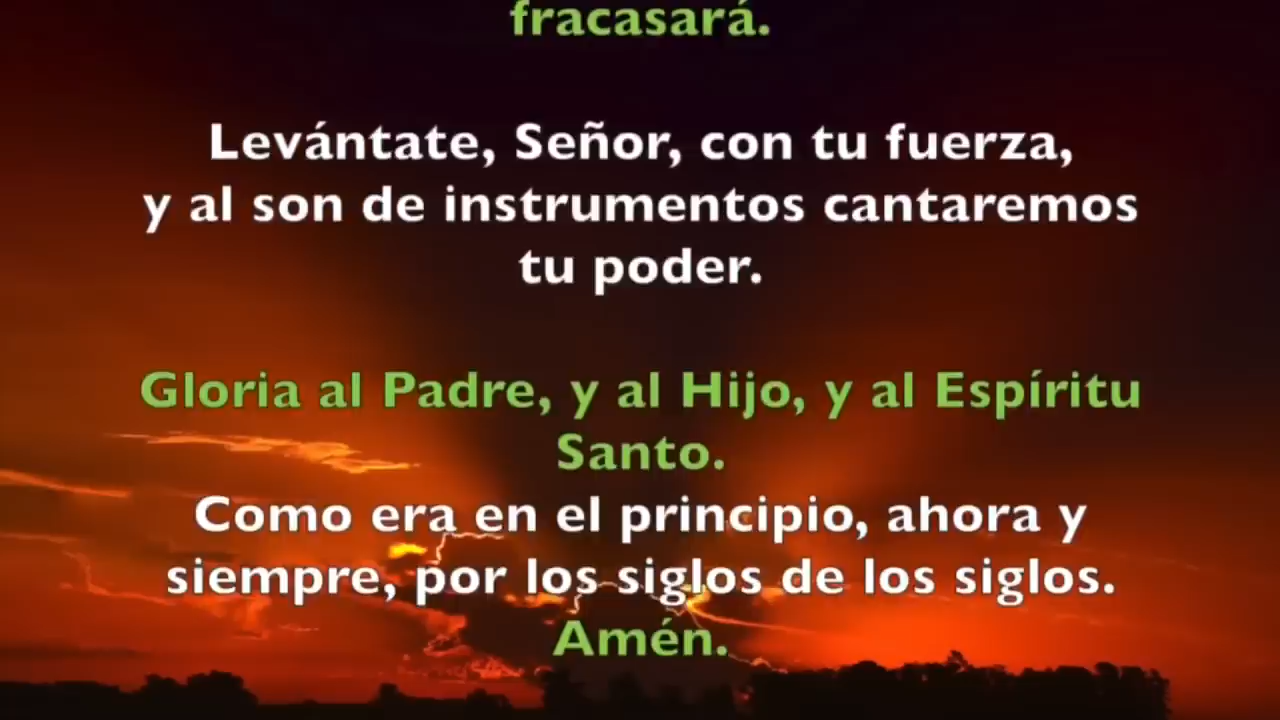 fracasará.
Levántate, Señor, con tu fuerza,
y al son de instrumentos cantaremos
tu poder.
Gloria al Padre, y al Hijo, y al Espíritu
Santo.
Como era en el principio, ahora y
siempre, por los siglos de los siglos.
Amén.